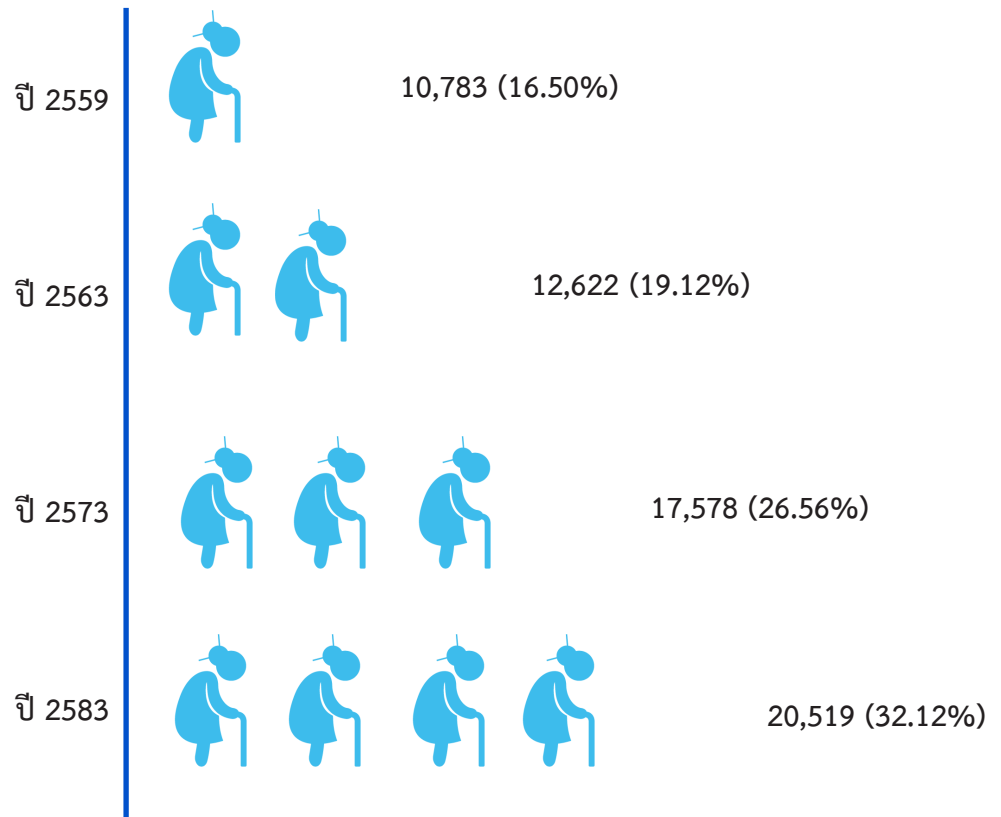 ปี 2559 10,783 (16.50%)
ปี 2563 12,622 (19.12%)
ปี 2573 17,578 (26.56%)
ปี 2583 20,519 (32.12%)